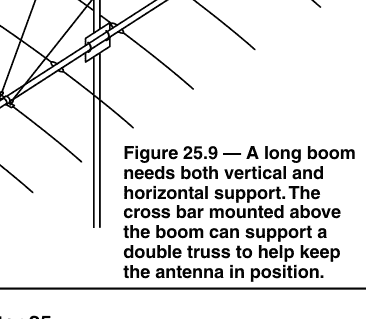 Figure 25.9 — A long boom
needs both vertical and
horizontal support. The
cross bar mounted above
the boom can support a
double truss to help keep
the antenna in position.